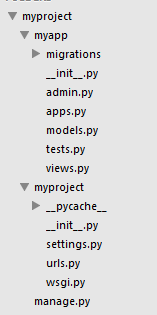 myproject
myapp
migrations
__init__.py
admin.py
apps.py
models.py
tests.py
views.py
myproject
__pycache__
__init__.py
settings.py
urls.py
wsgi.py
manage.py